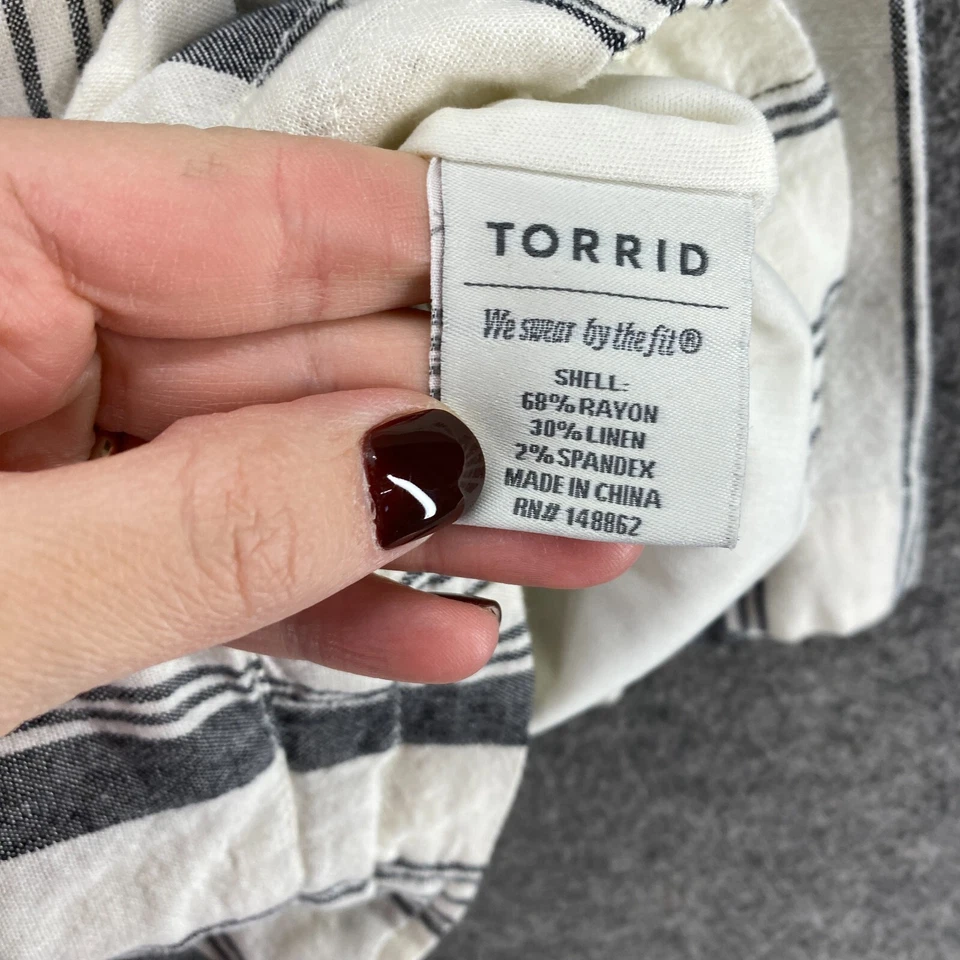 TORRID
We swear by the fit®
SHELL:
68% RAYON
30% LINEN
2% SPANDEX
MADE IN CHINA
RN# 148862